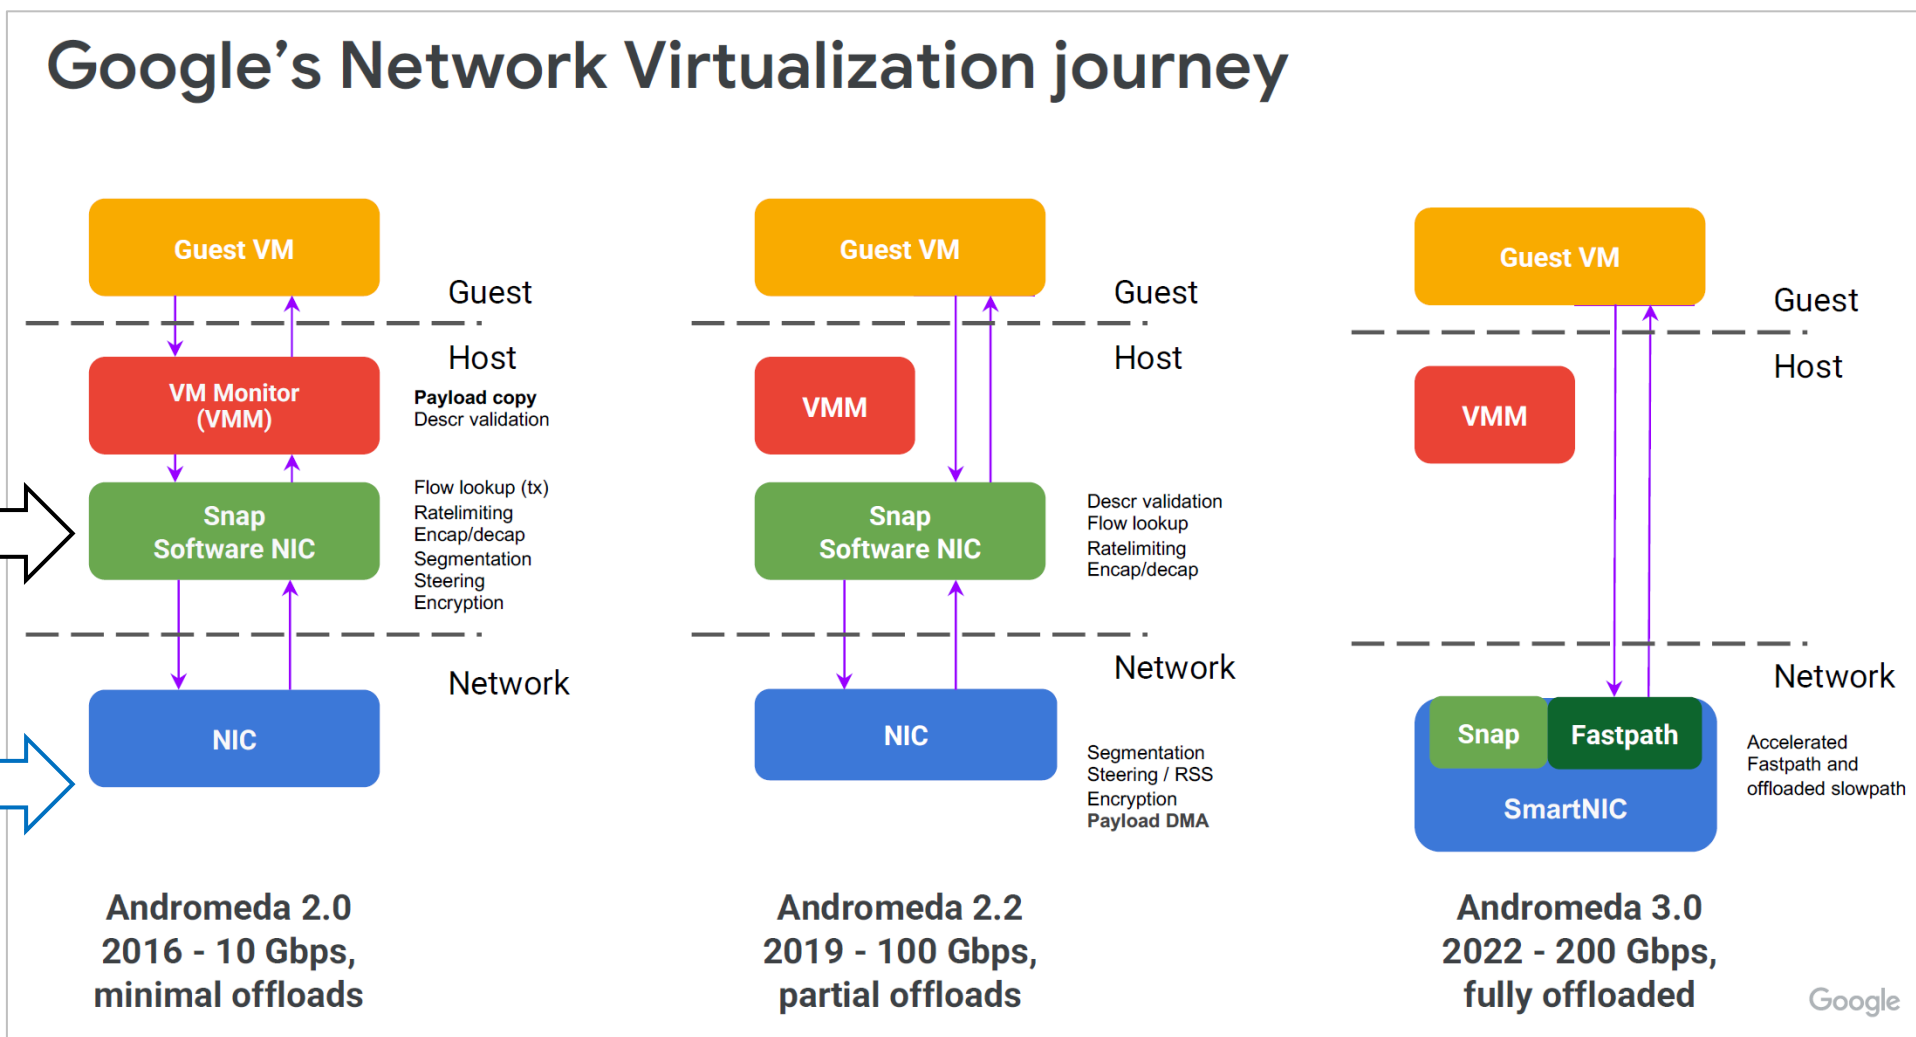 Google's Network Virtualization journey
Guest VM
Guest
Host
VM Monitor
(VMM)
Payload copy
Descr validation
Snap
Software NIC
Flow lookup (tx)
Ratelimiting
Encap/decap
Segmentation
Steering
Encryption
Network
NIC
Andromeda 2.0
2016 - 10 Gbps,
minimal offloads
Guest VM
Guest
Host
VMM
Snap
Software NIC
Descr validation
Flow lookup
Ratelimiting
Encap/decap
Network
NIC
Segmentation
Steering / RSS
Encryption
Payload DMA
Andromeda 2.2
2019 - 100 Gbps,
partial offloads
Guest VM
Guest
Host
VMM
Network
Snap
Fastpath
SmartNIC
Accelerated
Fastpath and
offloaded slowpath
Andromeda 3.0
2022 - 200 Gbps,
fully offloaded
Google